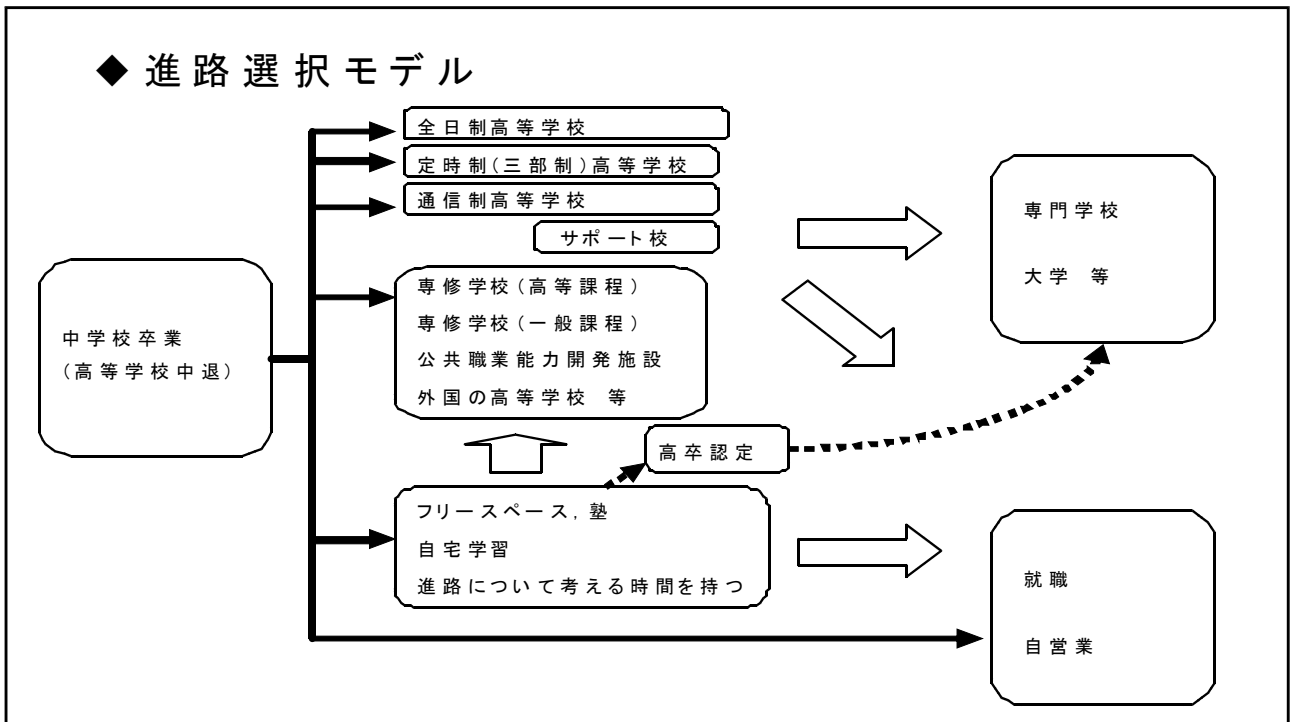 ◆ 進路選択モデル
全日制高等学校
定時制(三部制)高等学校
通信制高等学校
サポート校
専修学校(高等課程)
専修学校(一般課程)
公共職業能力開発施設
外国の高等学校 等
中学校卒業
(高等学校中退)
高卒認定
フリースペース, 塾
自宅学習
進路について考える時間を持つ
専門学校
大学 等
就職
自営業